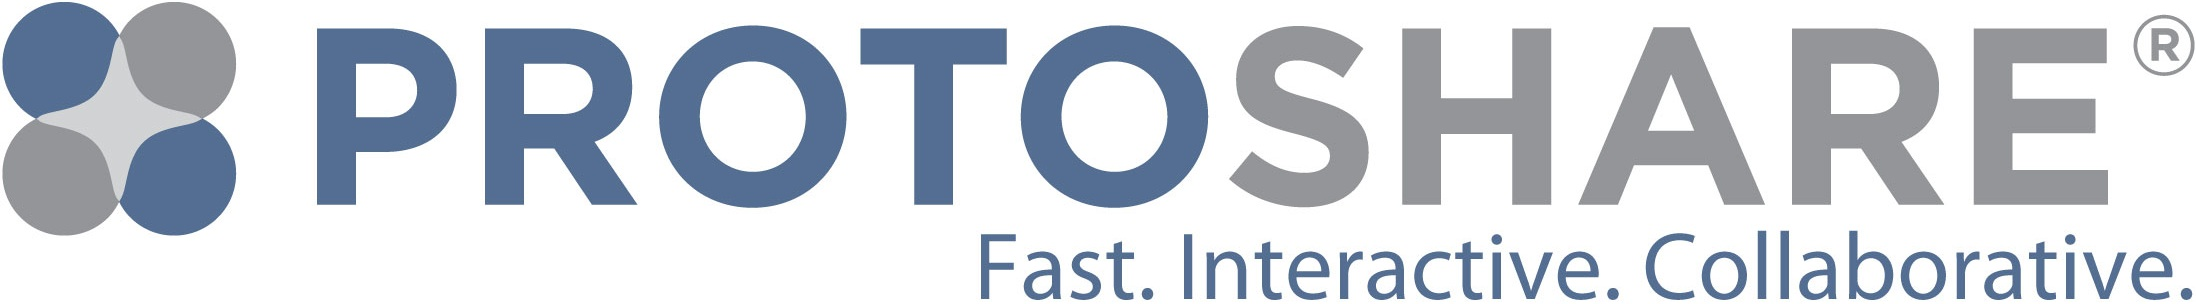 PROTOSHARE®
Fast. Interactive. Collaborative.